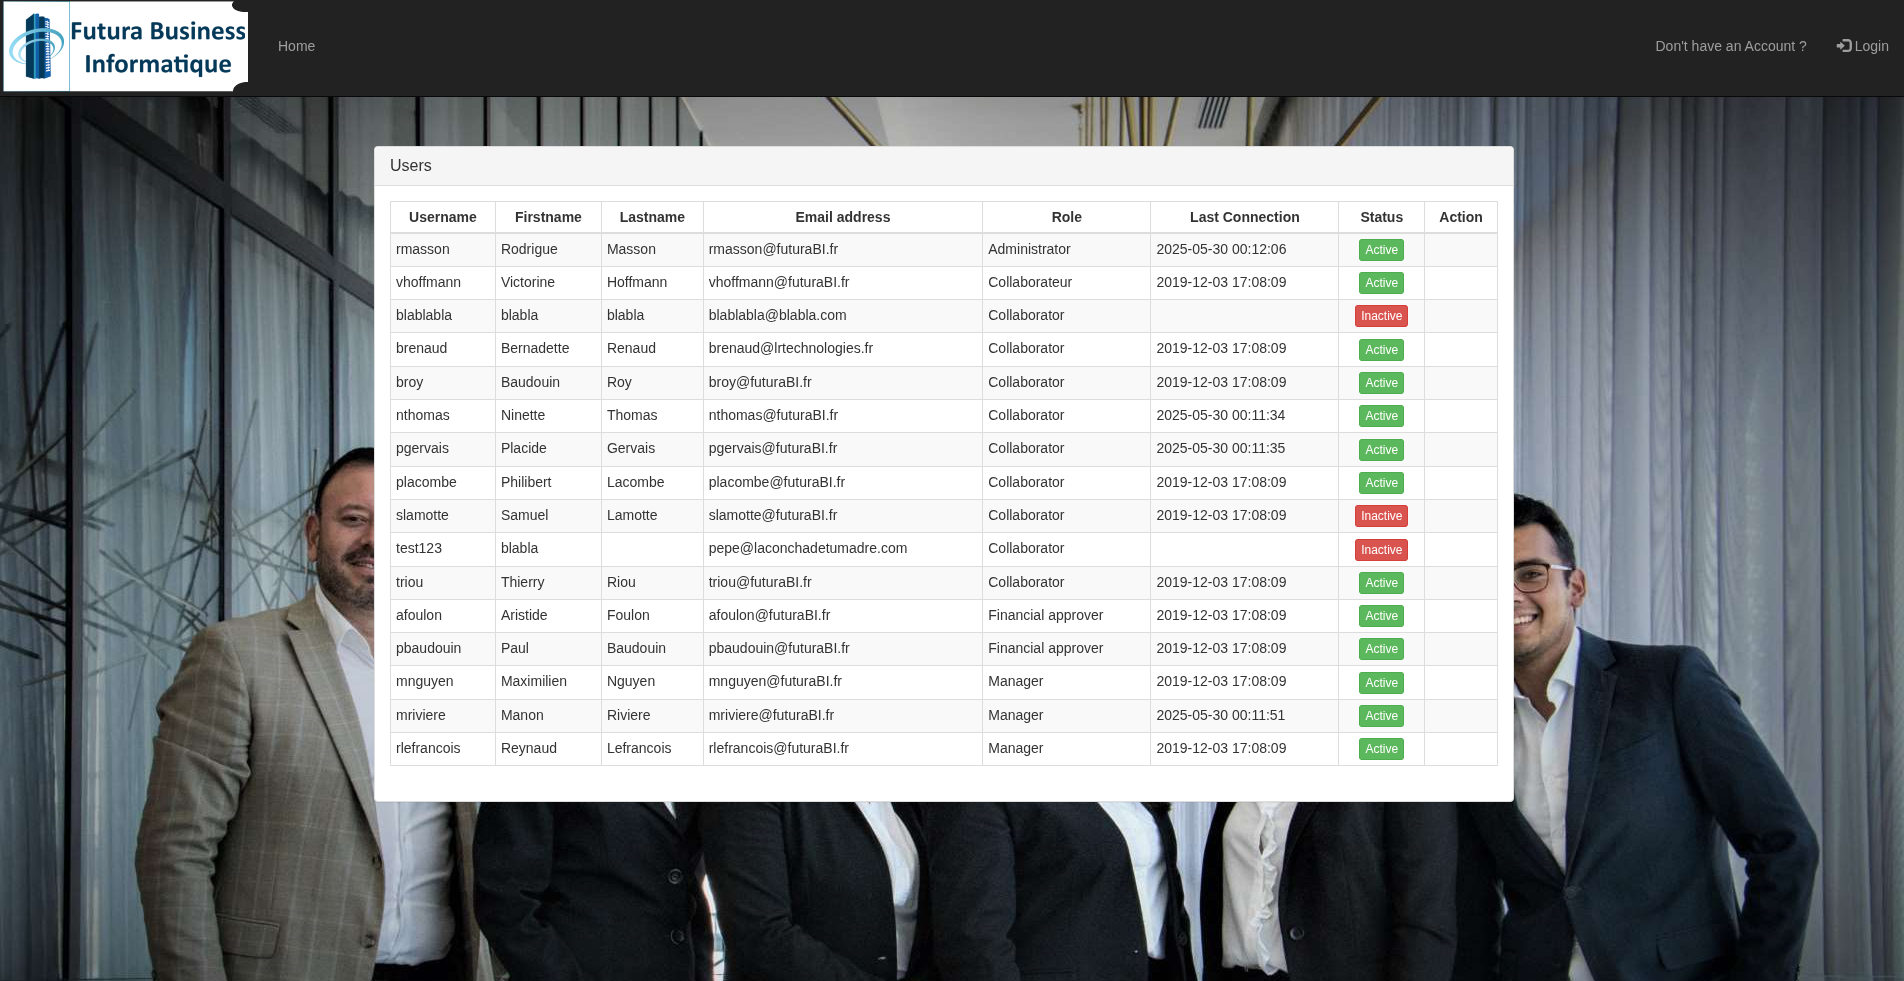 Futura Business
Informatique
Home
Don't have an Account ?
Login
Users
Username Firstname Lastname Email address Role Last Connection Status Action
rmasson Rodrigue Masson rmasson@futuraBI.fr Administrator 2025-05-30 00:12:06 Active
vhoffmann Victorine Hoffmann vhoffmann@futuraBI.fr Collaborateur 2019-12-03 17:08:09 Active
blablabla blabla blabla blablabla@blabla.com Collaborator Inactive
brenaud Bernadette Renaud brenaud@lrtechnologies.fr Collaborator 2019-12-03 17:08:09 Active
broy Baudouin Roy broy@futuraBI.fr Collaborator 2019-12-03 17:08:09 Active
nthomas Ninette Thomas nthomas@futuraBI.fr Collaborator 2025-05-30 00:11:34 Active
pgervais Placide Gervais pgervais@futuraBI.fr Collaborator 2025-05-30 00:11:35 Active
placombe Philibert Lacombe placombe@futuraBI.fr Collaborator 2019-12-03 17:08:09 Active
slamotte Samuel Lamotte slamotte@futuraBI.fr Collaborator 2019-12-03 17:08:09 Inactive
test123 blabla pepe@laconchadetumadre.com Collaborator Inactive
triou Thierry Riou triou@futuraBI.fr Collaborator 2019-12-03 17:08:09 Active
afoulon Aristide Foulon afoulon@futuraBI.fr Financial approver 2019-12-03 17:08:09 Active
pbaudouin Paul Baudouin pbaudouin@futuraBI.fr Financial approver 2019-12-03 17:08:09 Active
mnguyen Maximilien Nguyen mnguyen@futuraBI.fr Manager 2019-12-03 17:08:09 Active
mriviere Manon Riviere mriviere@futuraBI.fr Manager 2025-05-30 00:11:51 Active
rlefrancois Reynaud Lefrancois rlefrancois@futuraBI.fr Manager 2019-12-03 17:08:09 Active